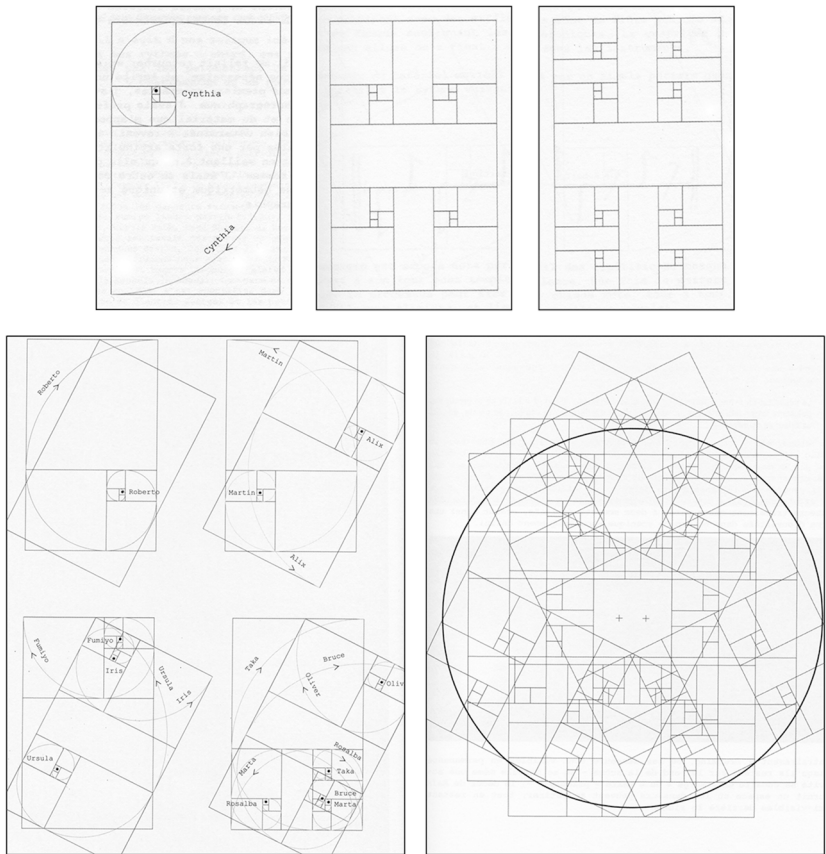 Cynthia
Cynthia
Roberto
Roberto
Martin
Alix
Martin
Alix
Fumiyo
Fumiyo
Iris
Ursula
Iris
Ursula
Taka
Bruce
Oliver
Oliv
Rosalba
Marta
Taka
Bruce
Rosalba
Marta